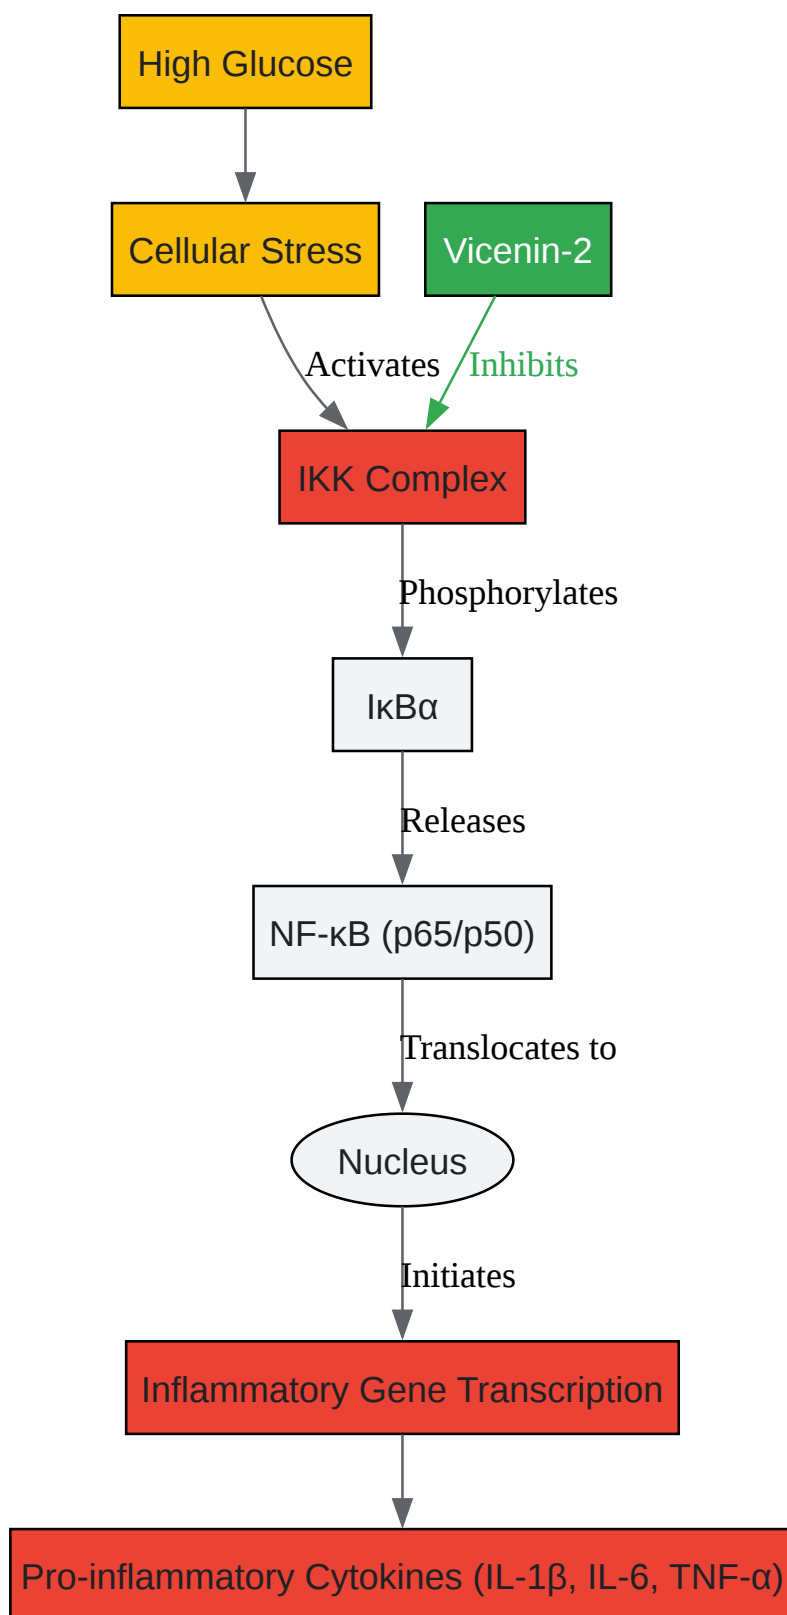 High Glucose
Cellular Stress
Vicenin-2
Activates
Inhibits
IKK Complex
Phosphorylates
IκBα
Releases
NF-κB (p65/p50)
Translocates to
Nucleus
Initiates
Inflammatory Gene Transcription
Pro-inflammatory Cytokines (IL-1β, IL-6, TNF-α)